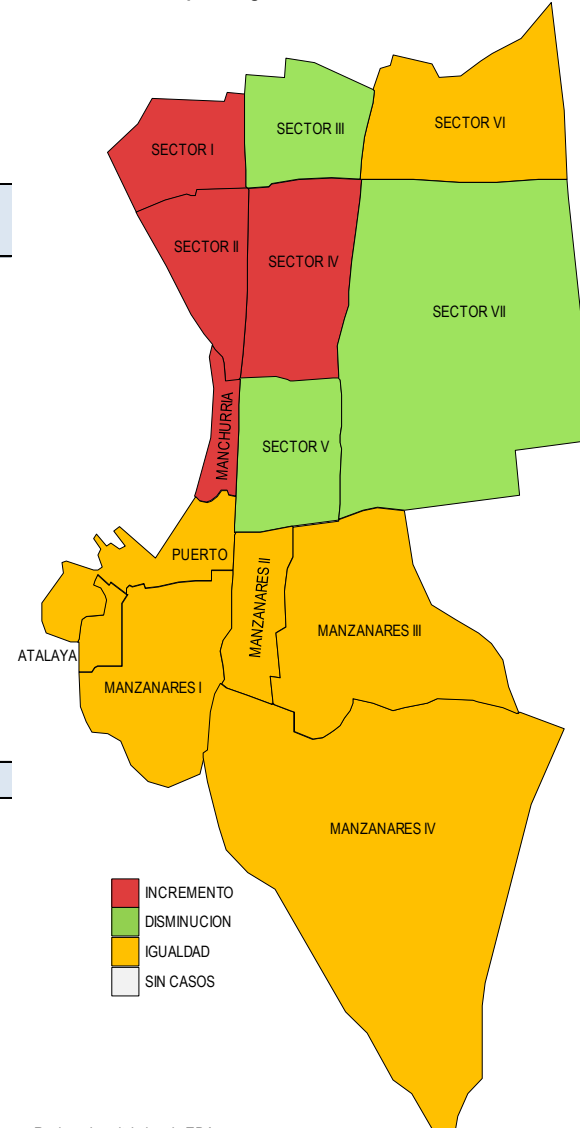 SECTOR VI
SECTOR III
SECTOR I
SECTOR II
SECTOR IV
SECTOR VII
MANCHURRIA
SECTOR V
PUERTO
MANZANARES II
MANZANARES III
ATALAYA
MANZANARES I
MANZANARES IV
INCREMENTO
DISMINUCION
IGUALDAD
SIN CASOS